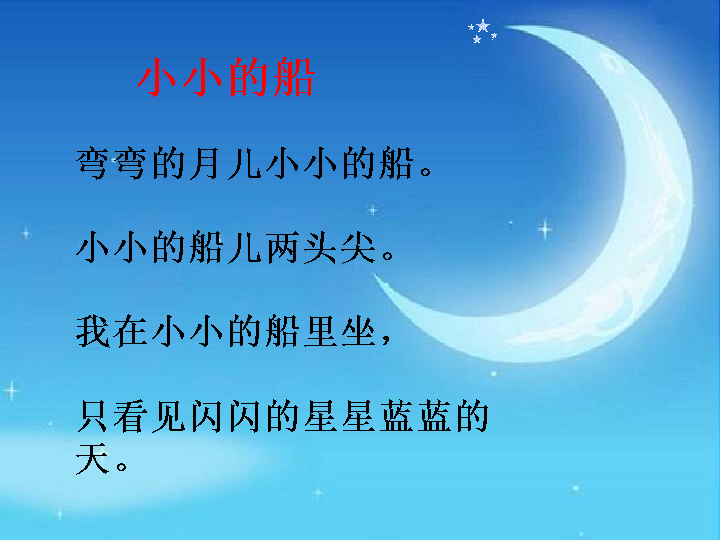 小小的船
弯弯的月儿小小的船。
小小的船儿两头尖。
我在小小的船里坐，
只看见闪闪的星星蓝蓝的
天。